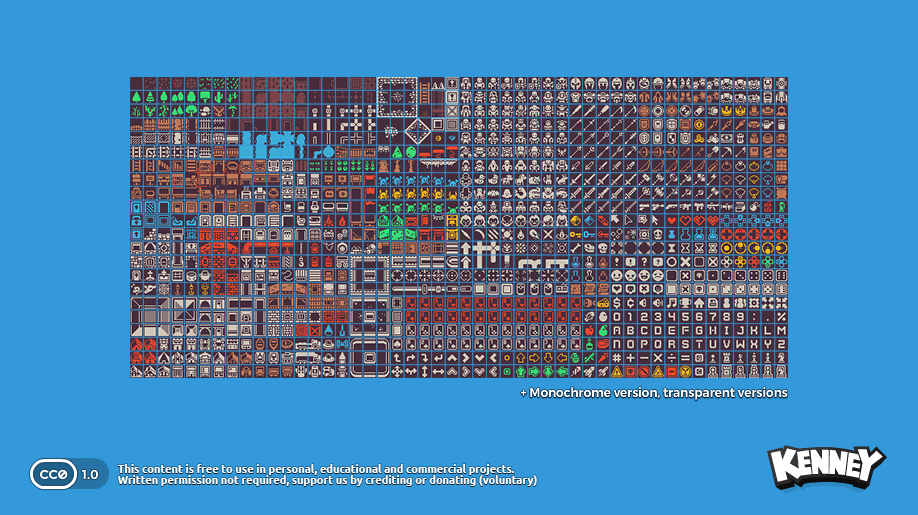 $
0 1 2 3 4 5 6 7 8 9 : . %
A B C D E F G H I J K L M
N O P Q R S T U V W X Y Z
# + - × ÷ =
+ Monochrome version, transparent versions
CC0 1.0
This content is free to use in personal, educational and commercial projects.
Written permission not required, support us by crediting or donating (voluntary)
KENNEY